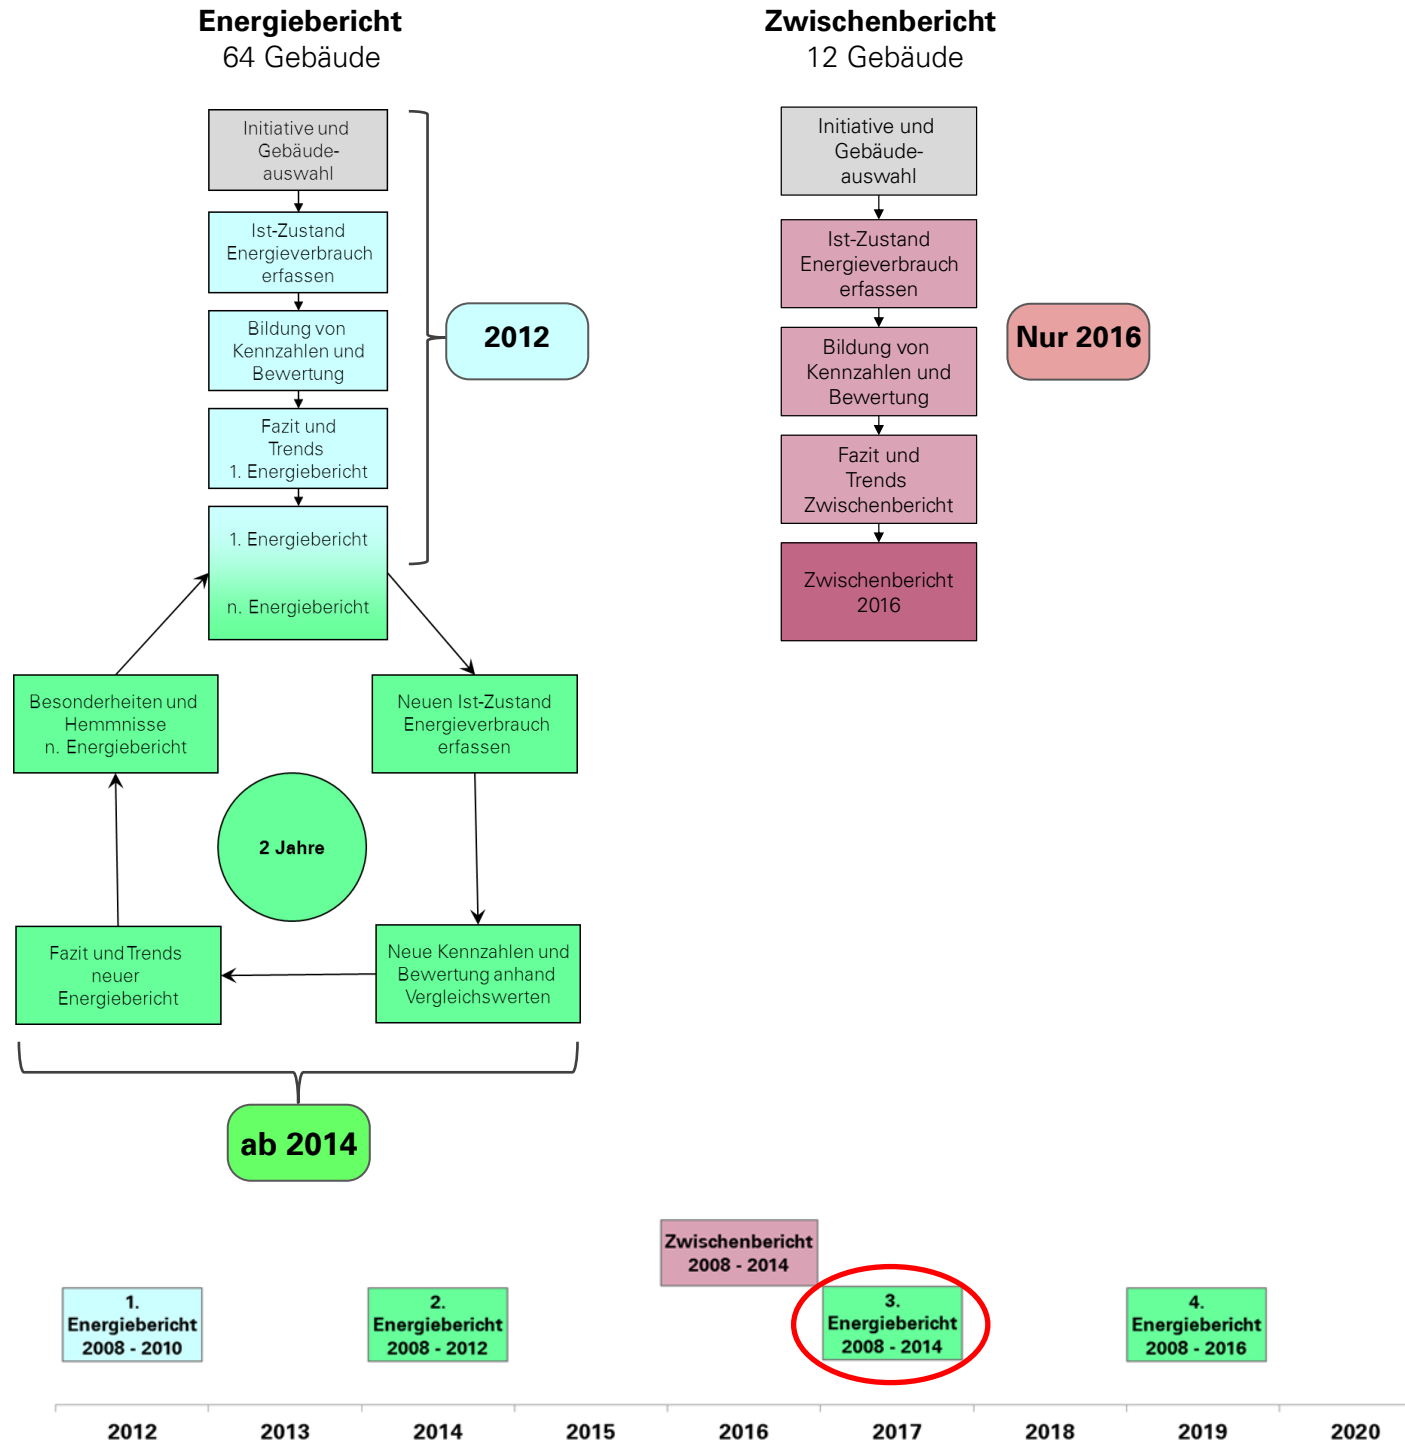 Energiebericht
64 Gebäude
Initiative und
Gebäude-
auswahl
Ist-Zustand
Energieverbrauch
erfassen
Bildung von
Kennzahlen und
Bewertung
Fazit und
Trends
1. Energiebericht
1. Energiebericht
n. Energiebericht
2012
Besonderheiten und
Hemmnisse
n. Energiebericht
Neuen Ist-Zustand
Energieverbrauch
erfassen
2 Jahre
Fazit und Trends
neuer
Energiebericht
Neue Kennzahlen und
Bewertung anhand
Vergleichswerten
ab 2014
Zwischenbericht
12 Gebäude
Initiative und
Gebäude-
auswahl
Ist-Zustand
Energieverbrauch
erfassen
Bildung von
Kennzahlen und
Bewertung
Fazit und
Trends
Zwischenbericht
Zwischenbericht
2016
Nur 2016
Zwischenbericht
2008 - 2014
1.
Energiebericht
2008 - 2010
2.
Energiebericht
2008 - 2012
3.
Energiebericht
2008 - 2014
4.
Energiebericht
2008 - 2016
2012 2013 2014 2015 2016 2017 2018 2019 2020